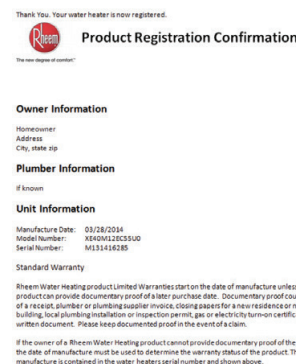 Thank You. Your water heater is now registered.
Rheem
Product Registration Confirmation
The new degree of comfort.™
Owner Information
Homeowner
Address
City, state zip
Plumber Information
If known
Unit Information
Manufacture Date: 03/28/2014
Model Number: XE40M12EC55U0
Serial Number: M131416285
Standard Warranty
Rheem Water Heating product Limited Warranties start on the date of manufacture unless
product can provide documentary proof of a later purchase date. Documentary proof cou
of a receipt, plumber or plumbing supplier invoice, closing papers for a new residence or n
building, local plumbing installation or inspection permit, gas or electricity turn-on certific
written document. Please keep documented proof in the event of a claim.
If the owner of a Rheem Water Heating product cannot provide documentary proof of the
the date of manufacture must be used to determine the warranty status of the product. T
manufacture is contained in the water heaters serial number and shown above.